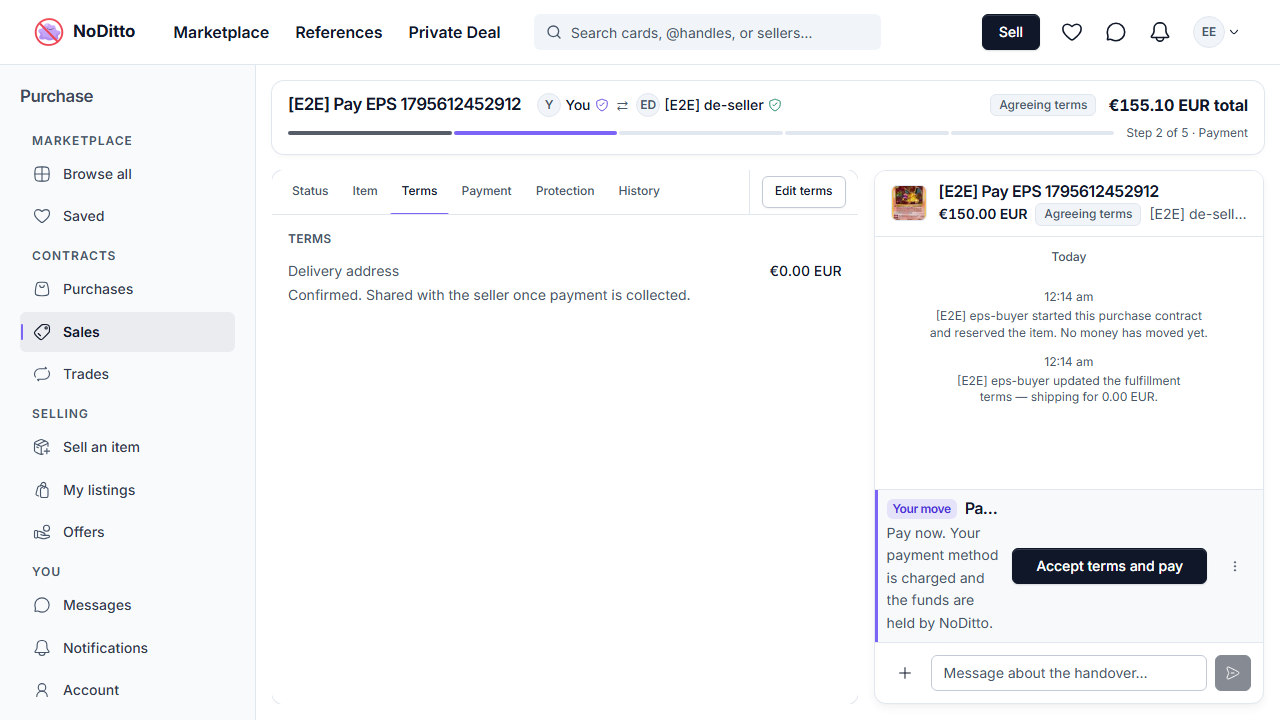 NoDitto
Marketplace
References
Private Deal
Search cards, @handles, or sellers...
Sell
EE
Purchase
MARKETPLACE
Browse all
Saved
CONTRACTS
Purchases
Sales
Trades
SELLING
Sell an item
My listings
Offers
YOU
Messages
Notifications
Account
[E2E] Pay EPS 1795612452912
Y You
ED [E2E] de-seller
Agreeing terms
€155.10 EUR total
Step 2 of 5 · Payment
Status
Item
Terms
Payment
Protection
History
Edit terms
TERMS
Delivery address
€0.00 EUR
Confirmed. Shared with the seller once payment is collected.
[E2E] Pay EPS 1795612452912
€150.00 EUR
Agreeing terms
[E2E] de-sell...
Today
12:14 am
[E2E] eps-buyer started this purchase contract
and reserved the item. No money has moved yet.
12:14 am
[E2E] eps-buyer updated the fulfillment
terms — shipping for 0.00 EUR.
Your move
Pa...
Pay now. Your
payment method
is charged and
the funds are
held by NoDitto.
Accept terms and pay
Message about the handover...